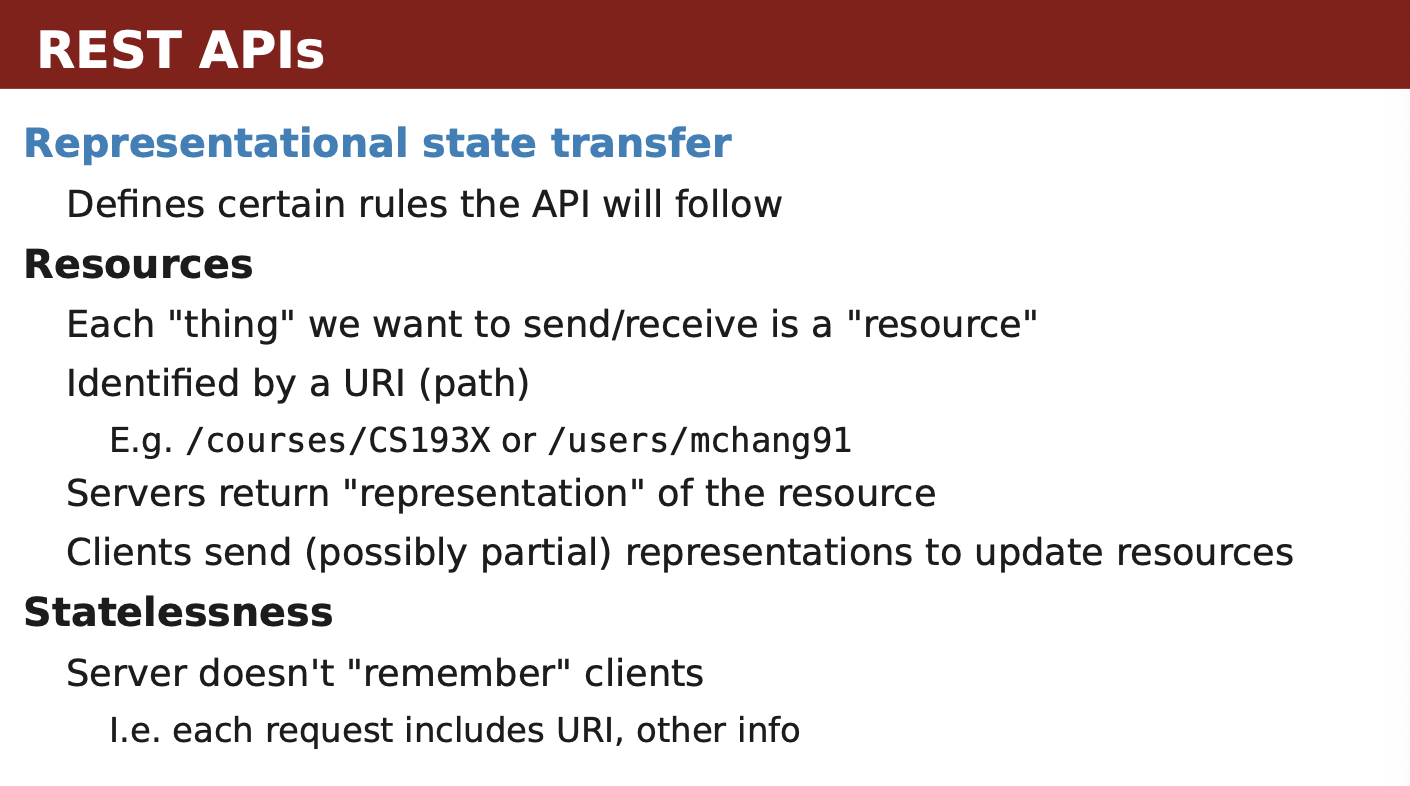 REST APIs
Representational state transfer
Defines certain rules the API will follow
Resources
Each "thing" we want to send/receive is a "resource"
Identified by a URI (path)
E.g. /courses/CS193X or /users/mchang91
Servers return "representation" of the resource
Clients send (possibly partial) representations to update resources
Statelessness
Server doesn't "remember" clients
I.e. each request includes URI, other info